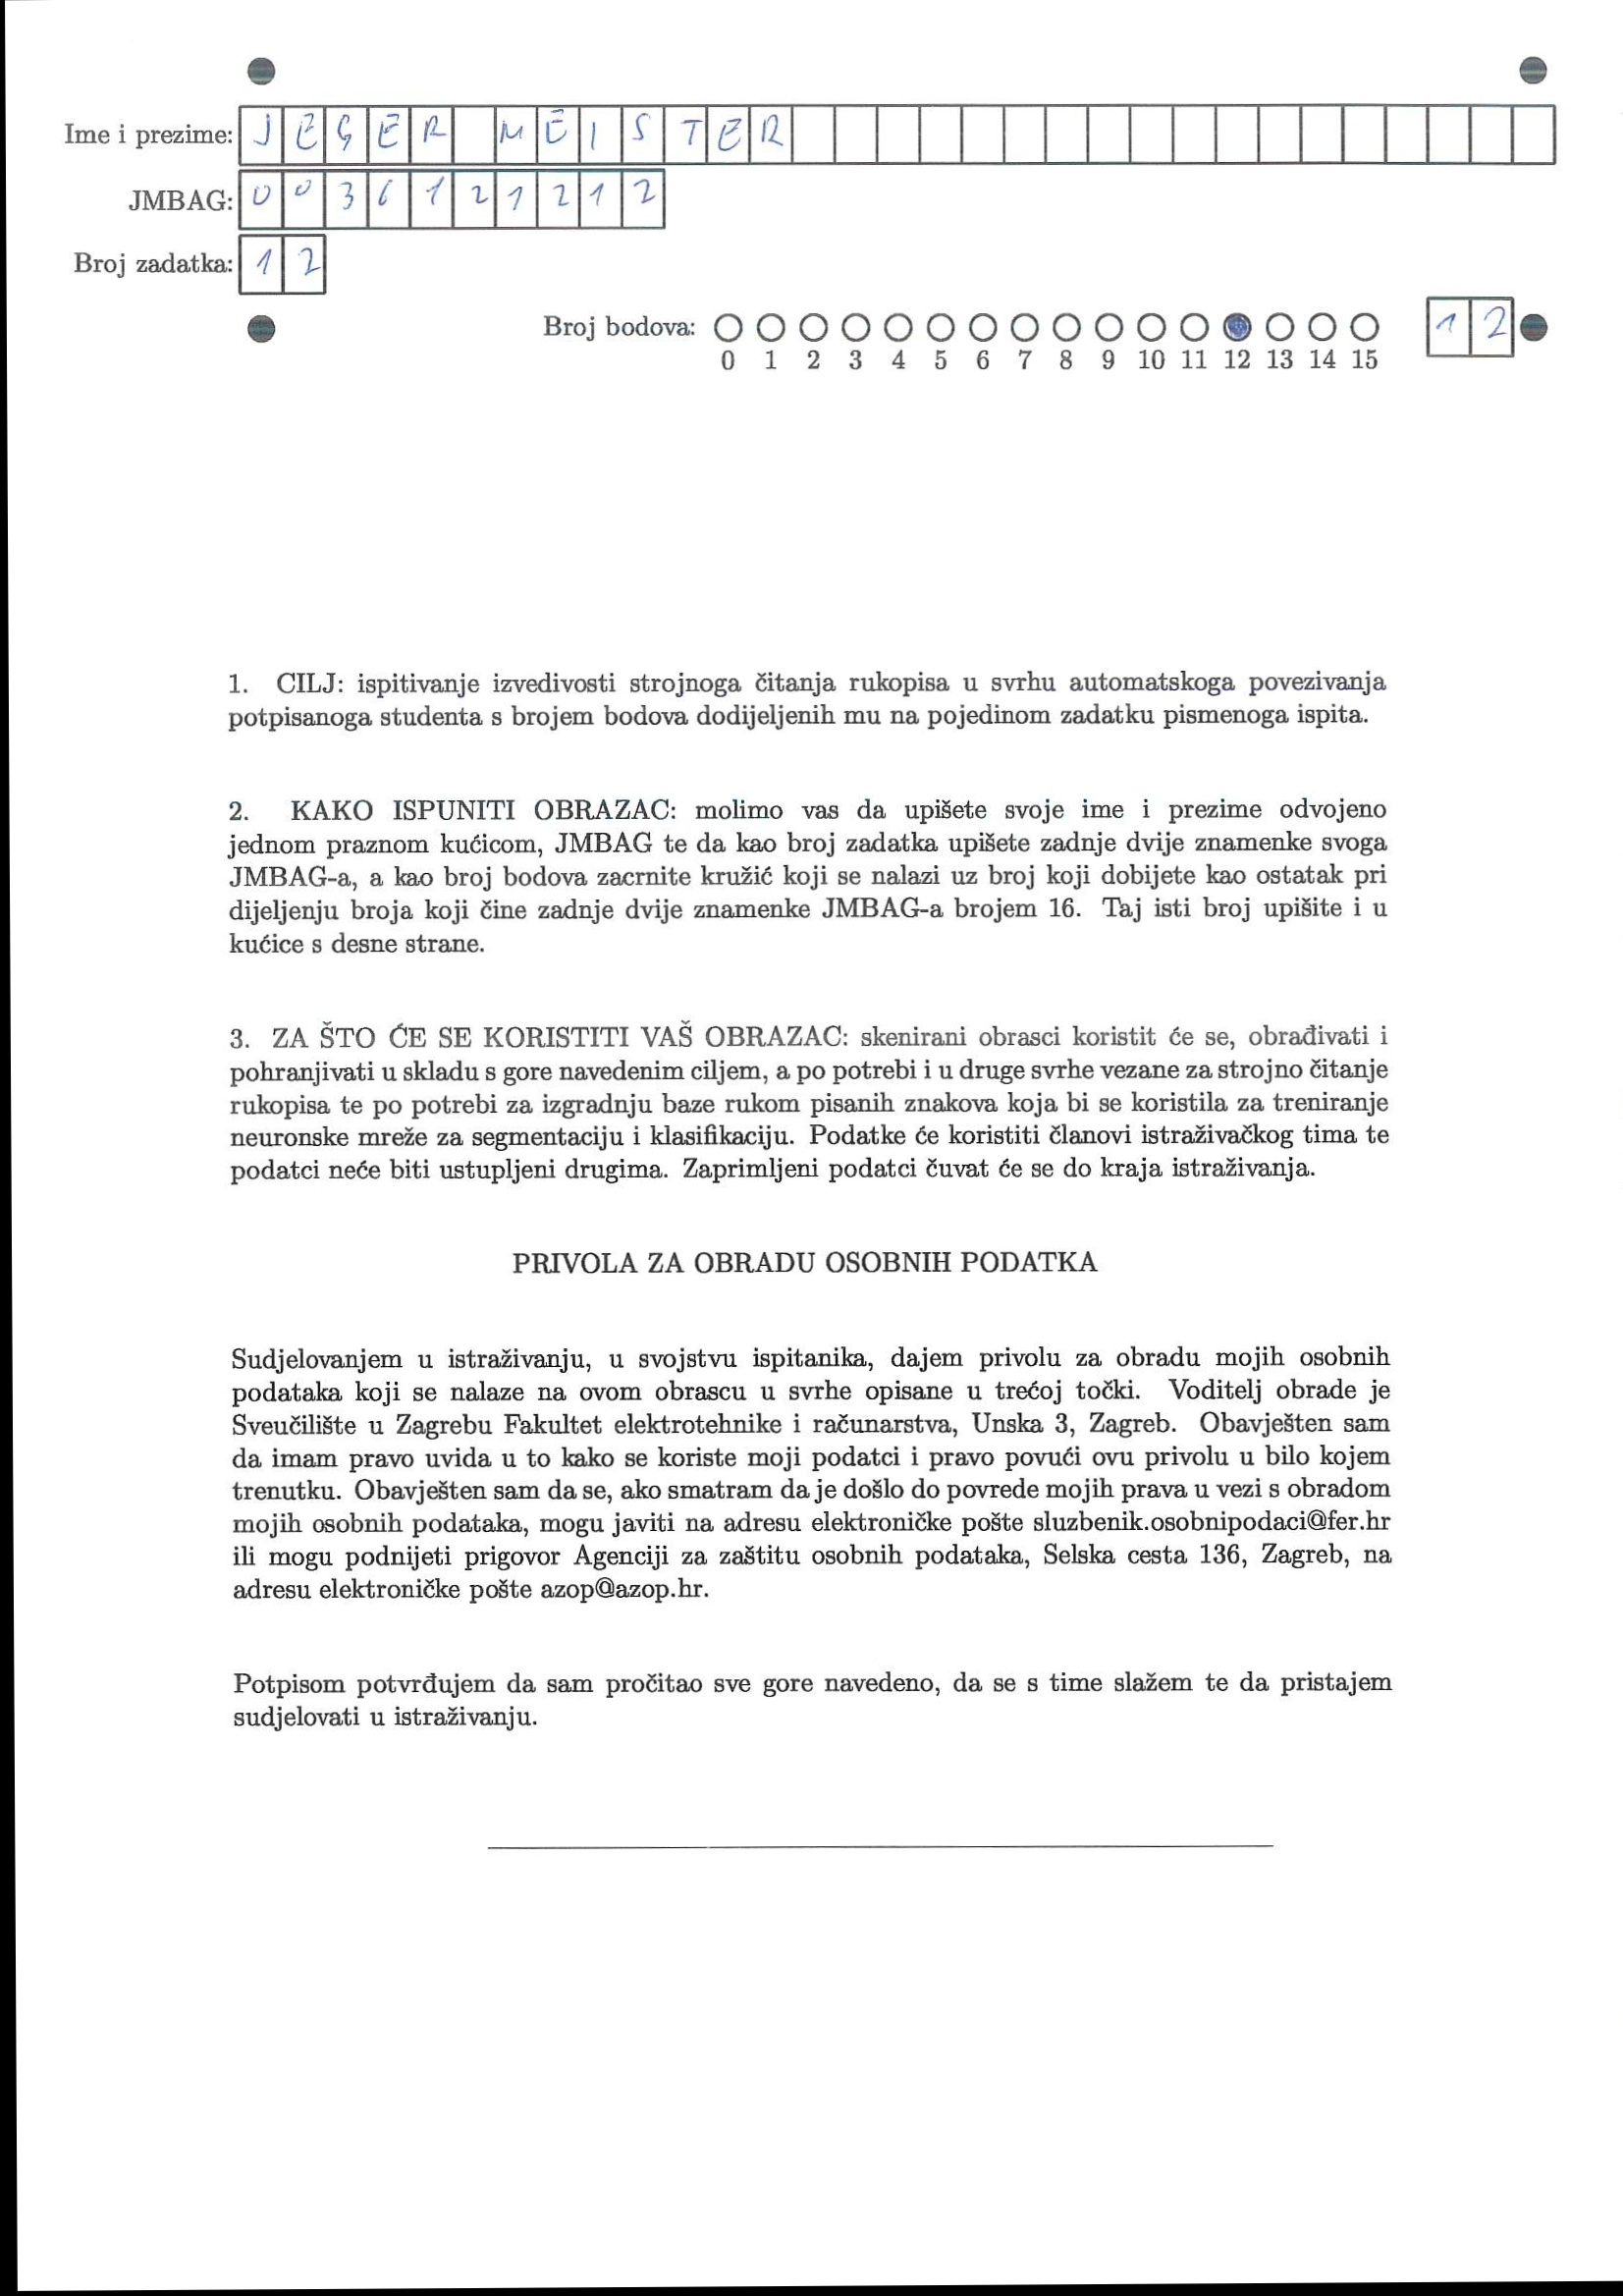 Ime i prezime: JEGER MEISTER
JMBAG: 0036121212
Broj zadatka: 12
Broj bodova: 12
0 1 2 3 4 5 6 7 8 9 10 11 12 13 14 15
1. CILJ: ispitivanje izvedivosti strojnoga čitanja rukopisa u svrhu automatskoga povezivanja
potpisanoga studenta s brojem bodova dodijeljenih mu na pojedinom zadatku pismenoga ispita.
2. KAKO ISPUNITI OBRAZAC: molimo vas da upišete svoje ime i prezime odvojeno
jednom praznom kućicom, JMBAG te da kao broj zadatka upišete zadnje dvije znamenke svoga
JMBAG-a, a kao broj bodova zacrnite kružić koji se nalazi uz broj koji dobijete kao ostatak pri
dijeljenju broja koji čine zadnje dvije znamenke JMBAG-a brojem 16. Taj isti broj upišite i u
kućice s desne strane.
3. ZA ŠTO ĆE SE KORISTITI VAŠ OBRAZAC: skenirani obrasci koristit će se, obrađivati i
pohranjivati u skladu s gore navedenim ciljem, a po potrebi i u druge svrhe vezane za strojno čitanje
rukopisa te po potrebi za izgradnju baze rukom pisanih znakova koja bi se koristila za treniranje
neuronske mreže za segmentaciju i klasifikaciju. Podatke će koristiti članovi istraživačkog tima te
podatci neće biti ustupljeni drugima. Zaprimljeni podatci čuvat će se do kraja istraživanja.
PRIVOLA ZA OBRADU OSOBNIH PODATKA
Sudjelovanjem u istraživanju, u svojstvu ispitanika, dajem privolu za obradu mojih osobnih
podataka koji se nalaze na ovom obrascu u svrhe opisane u trećoj točki. Voditelj obrade je
Sveučilište u Zagrebu Fakultet elektrotehnike i računarstva, Unska 3, Zagreb. Obavješten sam
da imam pravo uvida u to kako se koriste moji podatci i pravo povući ovu privolu u bilo kojem
trenutku. Obavješten sam da se, ako smatram da je došlo do povrede mojih prava u vezi s obradom
mojih osobnih podataka, mogu javiti na adresu elektroničke pošte sluzbenik.osobnipodaci@fer.hr
ili mogu podnijeti prigovor Agenciji za zaštitu osobnih podataka, Selska cesta 136, Zagreb, na
adresu elektroničke pošte azop@azop.hr.
Potpisom potvrđujem da sam pročitao sve gore navedeno, da se s time slažem te da pristajem
sudjelovati u istraživanju.